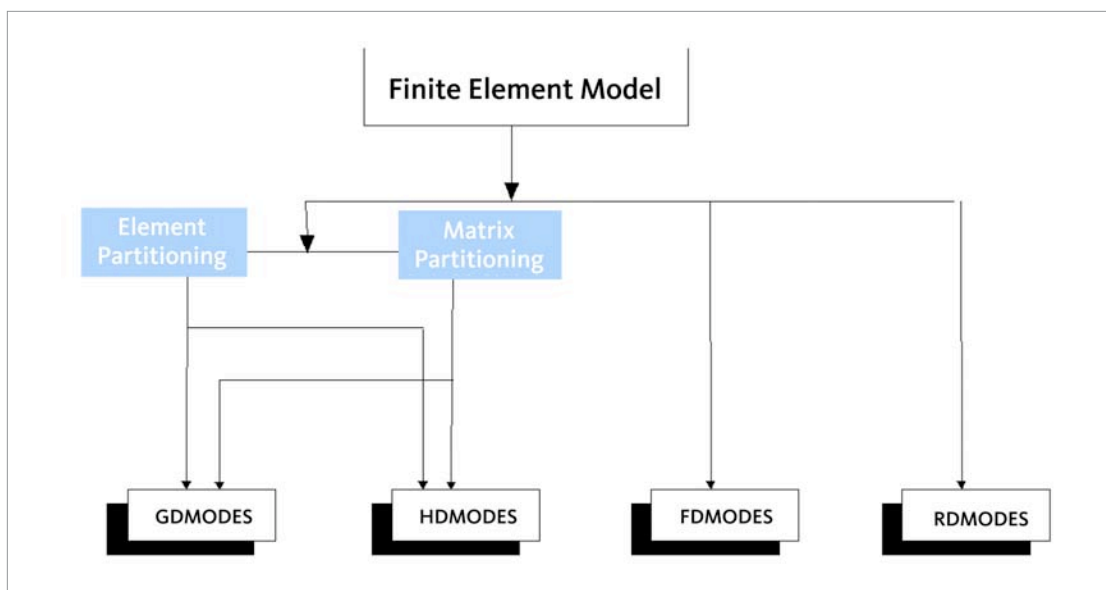 Finite Element Model
Element
Partitioning
Matrix
Partitioning
GDMODES
HDMODES
FDMODES
RDMODES